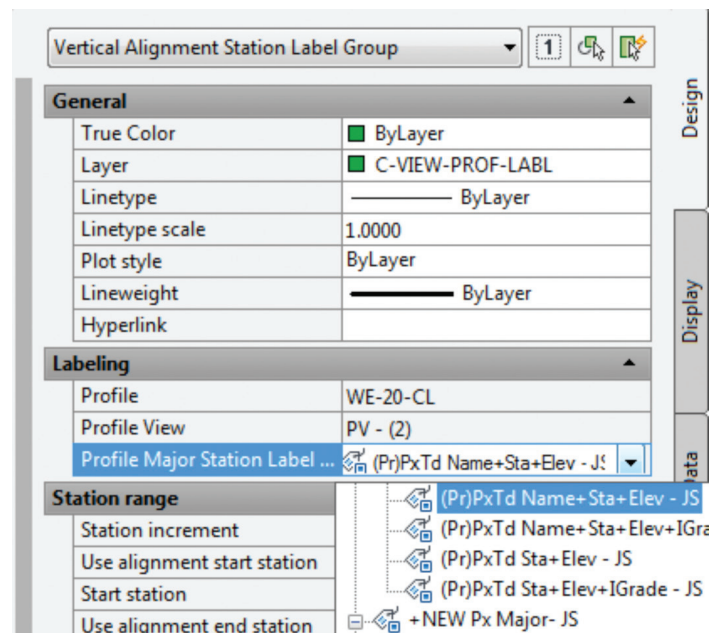 Vertical Alignment Station Label Group
1
Design
General
True Color ByLayer
Layer C-VIEW-PROF-LABL
Linetype ByLayer
Linetype scale 1.0000
Plot style ByLayer
Lineweight ByLayer
Hyperlink
Display
Labeling
Profile WE-20-CL
Profile View PV - (2)
Profile Major Station Label ... (Pr)PxTd Name+Sta+Elev - JS
Station range (Pr)PxTd Name+Sta+Elev - JS
Station increment (Pr)PxTd Name+Sta+Elev+IGra
Use alignment start station (Pr)PxTd Sta+Elev - JS
Start station (Pr)PxTd Sta+Elev+IGrade - JS
Use alignment end station +NEW Px Major- JS